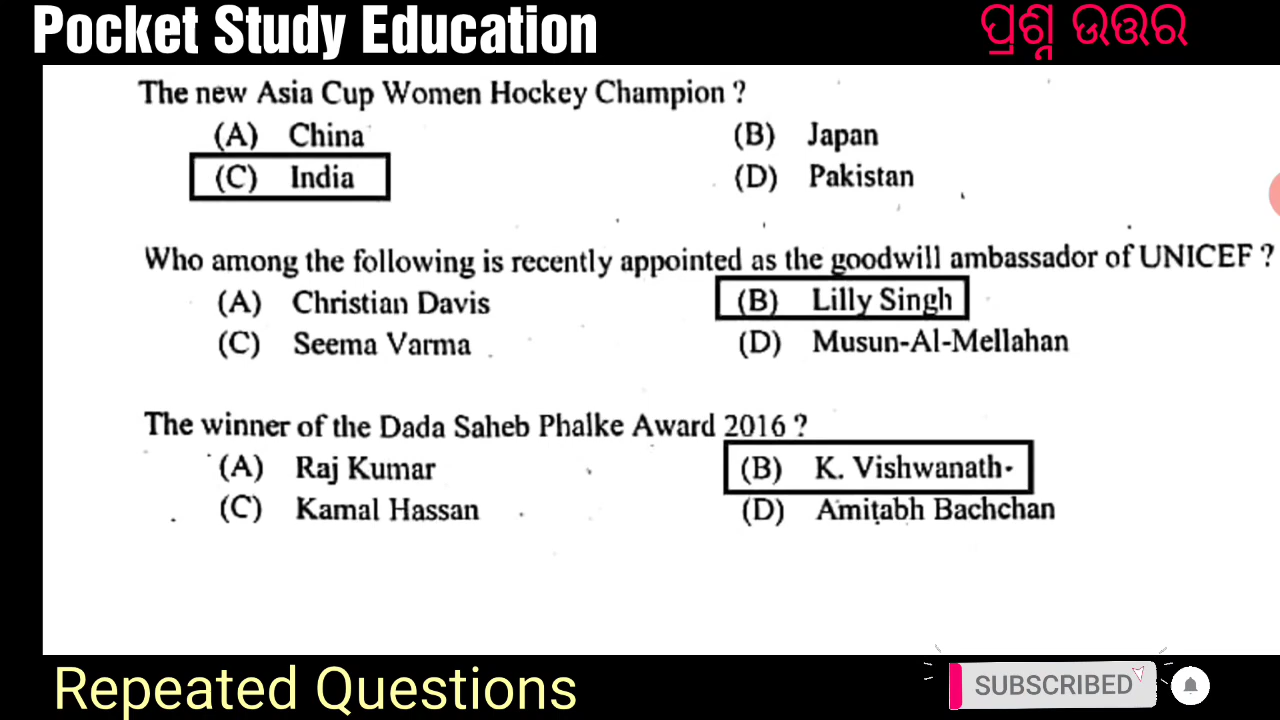 Pocket Study Education
ପ୍ରଶ୍ନ ଉତ୍ତର
The new Asia Cup Women Hockey Champion ?
(A) China (B) Japan
(C) India (D) Pakistan
Who among the following is recently appointed as the goodwill ambassador of UNICEF ?
(A) Christian Davis (B) Lilly Singh
(C) Seema Varma (D) Musun-Al-Mellahan
The winner of the Dada Saheb Phalke Award 2016 ?
(A) Raj Kumar (B) K. Vishwanath
(C) Kamal Hassan (D) Amitabh Bachchan
Repeated Questions
SUBSCRIBED